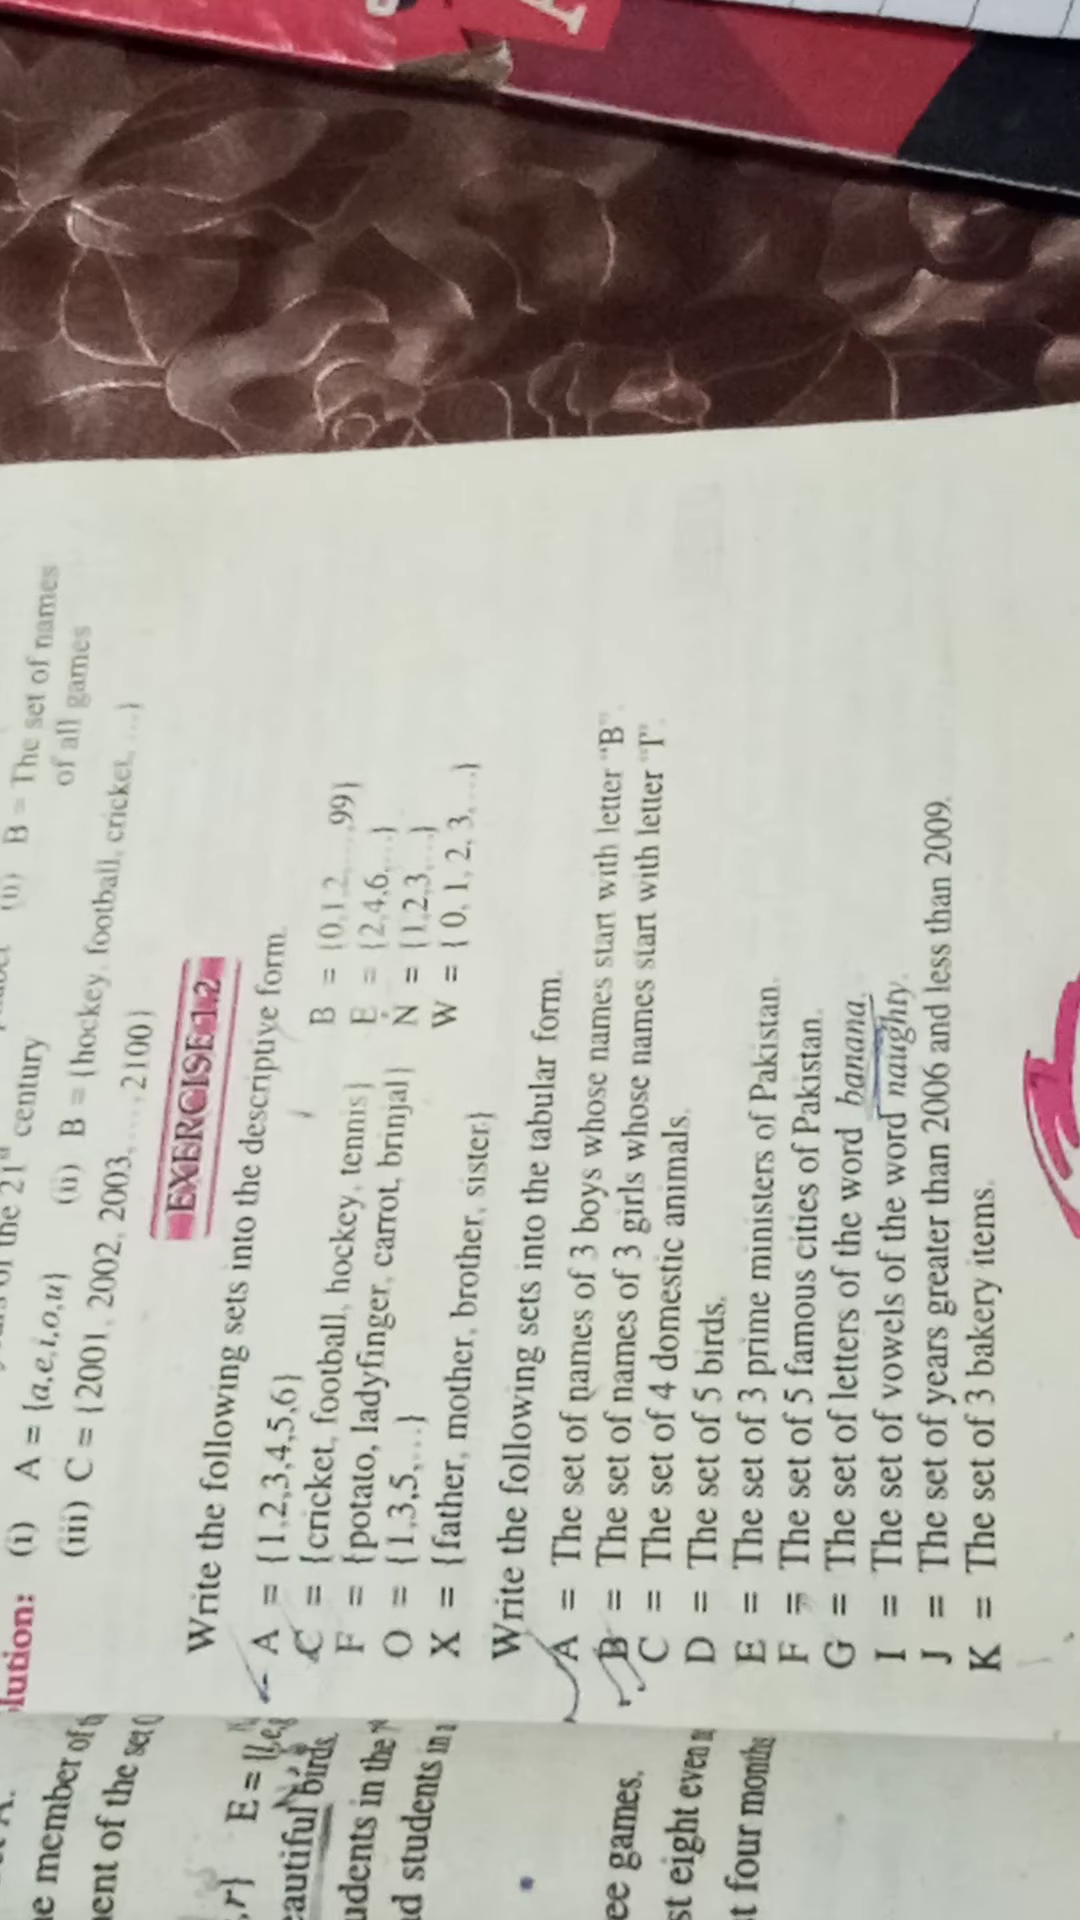 lution:
(i) A = {a,e,i,o,u}
(ii) B = The set of names
of all games
the 21st century
(ii) B = {hockey, football, cricket, ...}
(iii) C = {2001, 2002, 2003, ..., 2100}
EXERCISE 1.2
Write the following sets into the descriptive form.
A = {1,2,3,4,5,6}
B = {0,1,2,...,99}
C = {cricket, football, hockey, tennis}
E = {2,4,6,...}
F = {potato, ladyfinger, carrot, brinjal}
N = {1,2,3,...}
O = {1,3,5,...}
W = { 0, 1, 2, 3,...}
X = {father, mother, brother, sister,}
Write the following sets into the tabular form.
A = The set of names of 3 boys whose names start with letter "B".
B = The set of names of 3 girls whose names start with letter "T".
C = The set of 4 domestic animals.
D = The set of 5 birds.
E = The set of 3 prime ministers of Pakistan.
F = The set of 5 famous cities of Pakistan.
G = The set of letters of the word banana.
I = The set of vowels of the word naughty.
J = The set of years greater than 2006 and less than 2009.
K = The set of 3 bakery items.
e member of
ent of the set
,r} E =
eautiful birds.
udents in the
d students in a
ee games.
st eight even
t four months